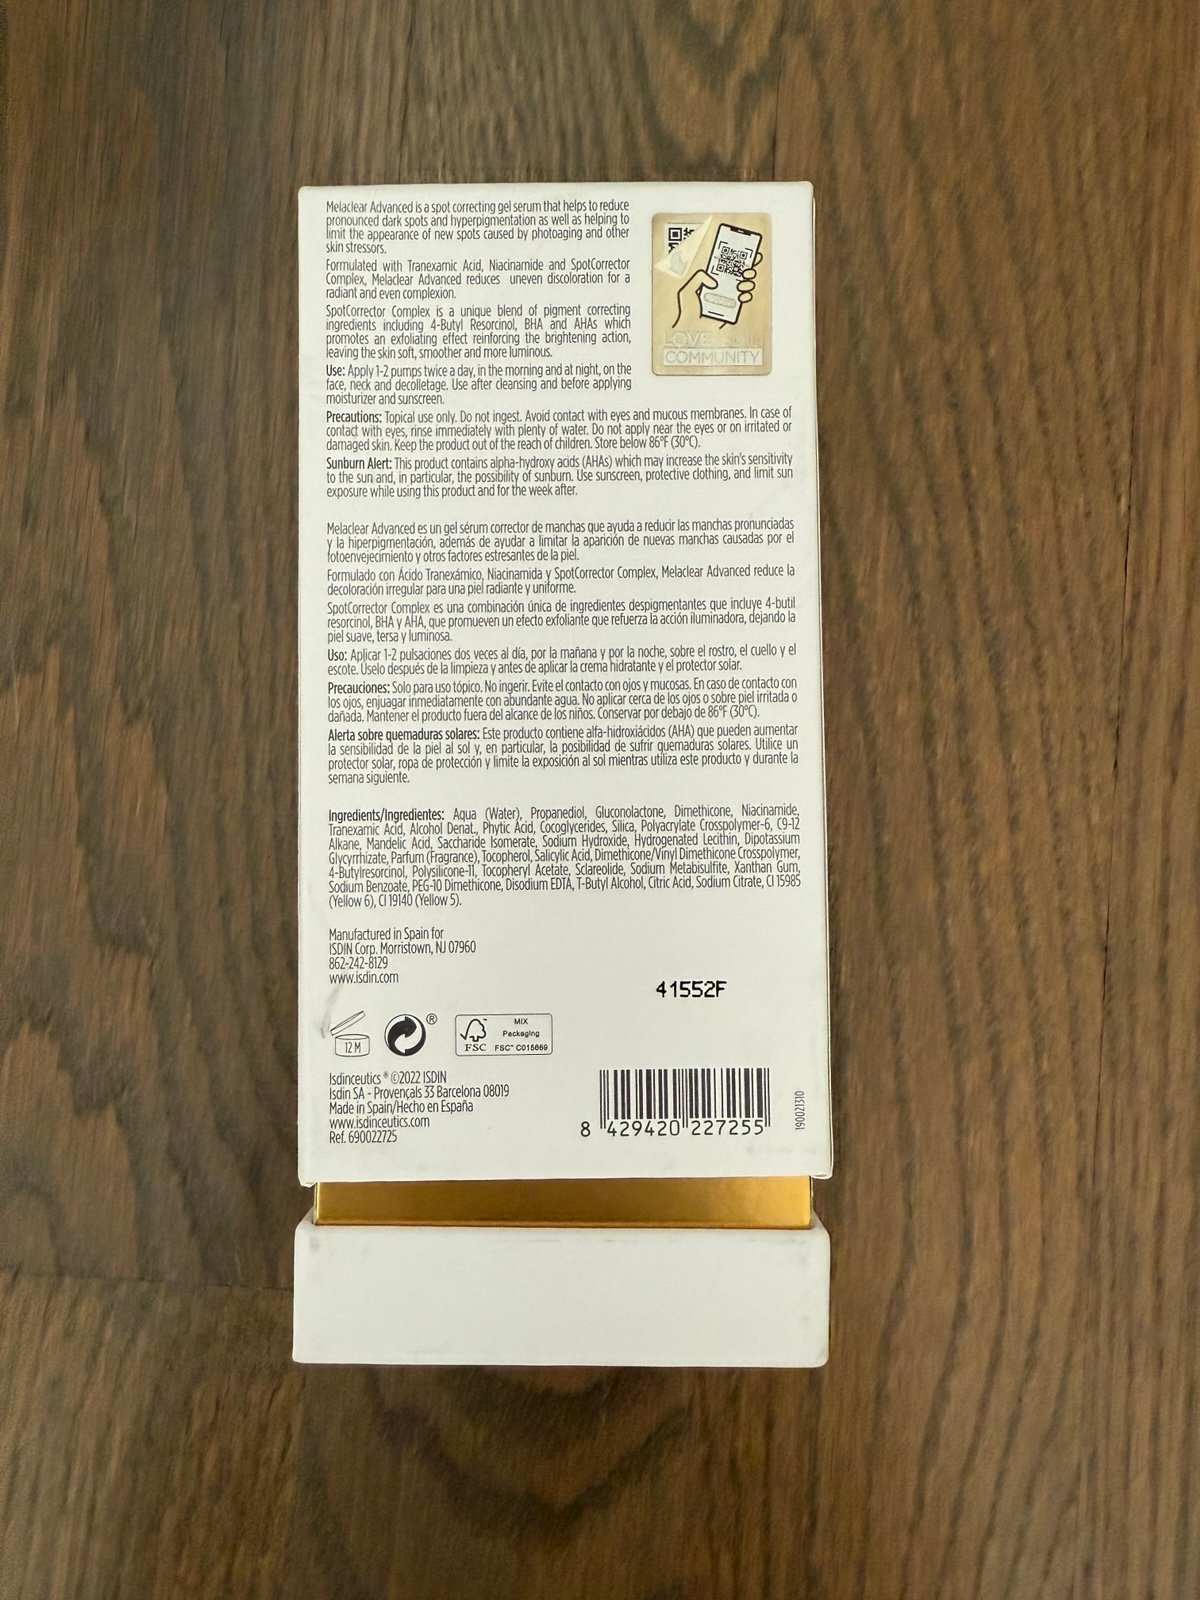 Melaclear Advanced is a spot correcting gel serum that helps to reduce
pronounced dark spots and hyperpigmentation as well as helping to
limit the appearance of new spots caused by photoaging and other
skin stressors.
Formulated with Tranexamic Acid, Niacinamide and SpotCorrector
Complex, Melaclear Advanced reduces uneven discoloration for a
radiant and even complexion.
SpotCorrector Complex is a unique blend of pigment correcting
ingredients including 4-Butyl Resorcinol, BHA and AHAs which
promotes an exfoliating effect reinforcing the brightening action,
leaving the skin soft, smoother and more luminous.
Use: Apply 1-2 pumps twice a day, in the morning and at night, on the
face, neck and decolletage. Use after cleansing and before applying
moisturizer and sunscreen.
LOVE SKIN
COMMUNITY
Precautions: Topical use only. Do not ingest. Avoid contact with eyes and mucous membranes. In case of
contact with eyes, rinse immediately with plenty of water. Do not apply near the eyes or on irritated or
damaged skin. Keep the product out of the reach of children. Store below 86°F (30°C).
Sunburn Alert: This product contains alpha-hydroxy acids (AHAs) which may increase the skin's sensitivity
to the sun and, in particular, the possibility of sunburn. Use sunscreen, protective clothing, and limit sun
exposure while using this product and for the week after.
Melaclear Advanced es un gel sérum corrector de manchas que ayuda a reducir las manchas pronunciadas
y la hiperpigmentación, además de ayudar a limitar la aparición de nuevas manchas causadas por el
fotoenvejecimiento y otros factores estresantes de la piel.
Formulado con Ácido Tranexámico, Niacinamida y SpotCorrector Complex, Melaclear Advanced reduce la
decoloración irregular para una piel radiante y uniforme.
SpotCorrector Complex es una combinación única de ingredientes despigmentantes que incluye 4-butil
resorcinol, BHA y AHA, que promueven un efecto exfoliante que refuerza la acción iluminadora, dejando la
piel suave, tersa y luminosa.
Uso: Aplicar 1-2 pulsaciones dos veces al día, por la mañana y por la noche, sobre el rostro, el cuello y el
escote. Úselo después de la limpieza y antes de aplicar la crema hidratante y el protector solar.
Precauciones: Solo para uso tópico. No ingerir. Evite el contacto con ojos y mucosas. En caso de contacto con
los ojos, enjuagar inmediatamente con abundante agua. No aplicar cerca de los ojos o sobre piel irritada o
dañada. Mantener el producto fuera del alcance de los niños. Conservar por debajo de 86°F (30°C).
Alerta sobre quemaduras solares: Este producto contiene alfa-hidroxiácidos (AHA) que pueden aumentar
la sensibilidad de la piel al sol y, en particular, la posibilidad de sufrir quemaduras solares. Utilice un
protector solar, ropa de protección y limite la exposición al sol mientras utiliza este producto y durante la
semana siguiente.
Ingredients/Ingredientes: Aqua (Water), Propanediol, Gluconolactone, Dimethicone, Niacinamide,
Tranexamic Acid, Alcohol Denat., Phytic Acid, Cocoglycerides, Silica, Polyacrylate Crosspolymer-6, C9-12
Alkane, Mandelic Acid, Saccharide Isomerate, Sodium Hydroxide, Hydrogenated Lecithin, Dipotassium
Glycyrrhizate, Parfum (Fragrance), Tocopherol, Salicylic Acid, Dimethicone/Vinyl Dimethicone Crosspolymer,
4-Butylresorcinol, Polysilicone-11, Tocopheryl Acetate, Sclareolide, Sodium Metabisulfite, Xanthan Gum,
Sodium Benzoate, PEG-10 Dimethicone, Disodium EDTA, T-Butyl Alcohol, Citric Acid, Sodium Citrate, CI 15985
(Yellow 6), CI 19140 (Yellow 5).
Manufactured in Spain for
ISDIN Corp. Morristown, NJ 07960
862-242-8129
www.isdin.com
41552F
12 M
®
FSC
MIX
Packaging
FSC™ C015669
Isdinceutics ® ©2022 ISDIN
Isdin SA - Provençals 33 Barcelona 08019
Made in Spain/Hecho en España
www.isdinceutics.com
Ref. 690022725
8 429420 227255
190021310